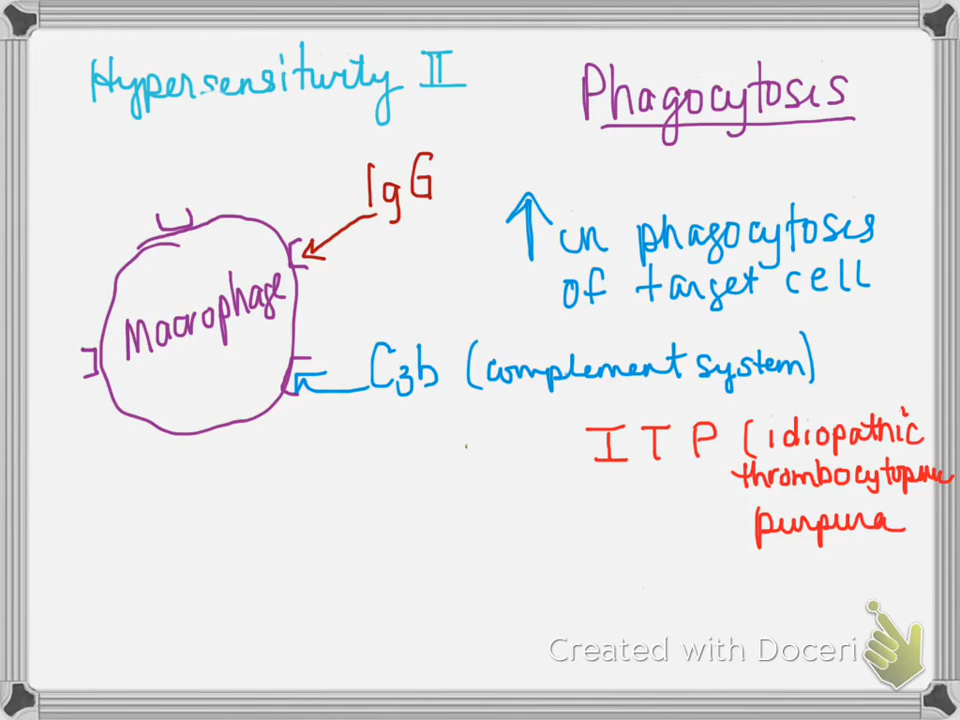 Hypersensitivity II
Phagocytosis
IgG
↑ in phagocytosis
of target cell
Macrophage
C3b (complement system)
ITP (idiopathic
thrombocytopenic
purpura
Created with Doceri